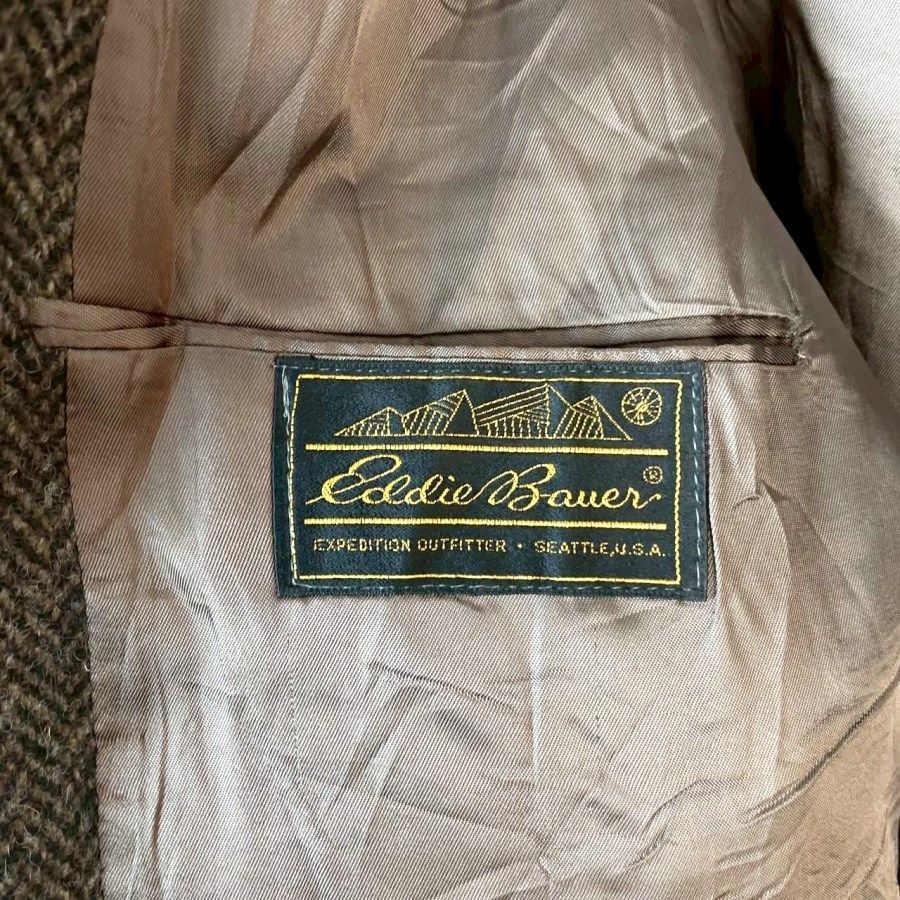 Eddie Bauer®
EXPEDITION OUTFITTER • SEATTLE, U.S.A.